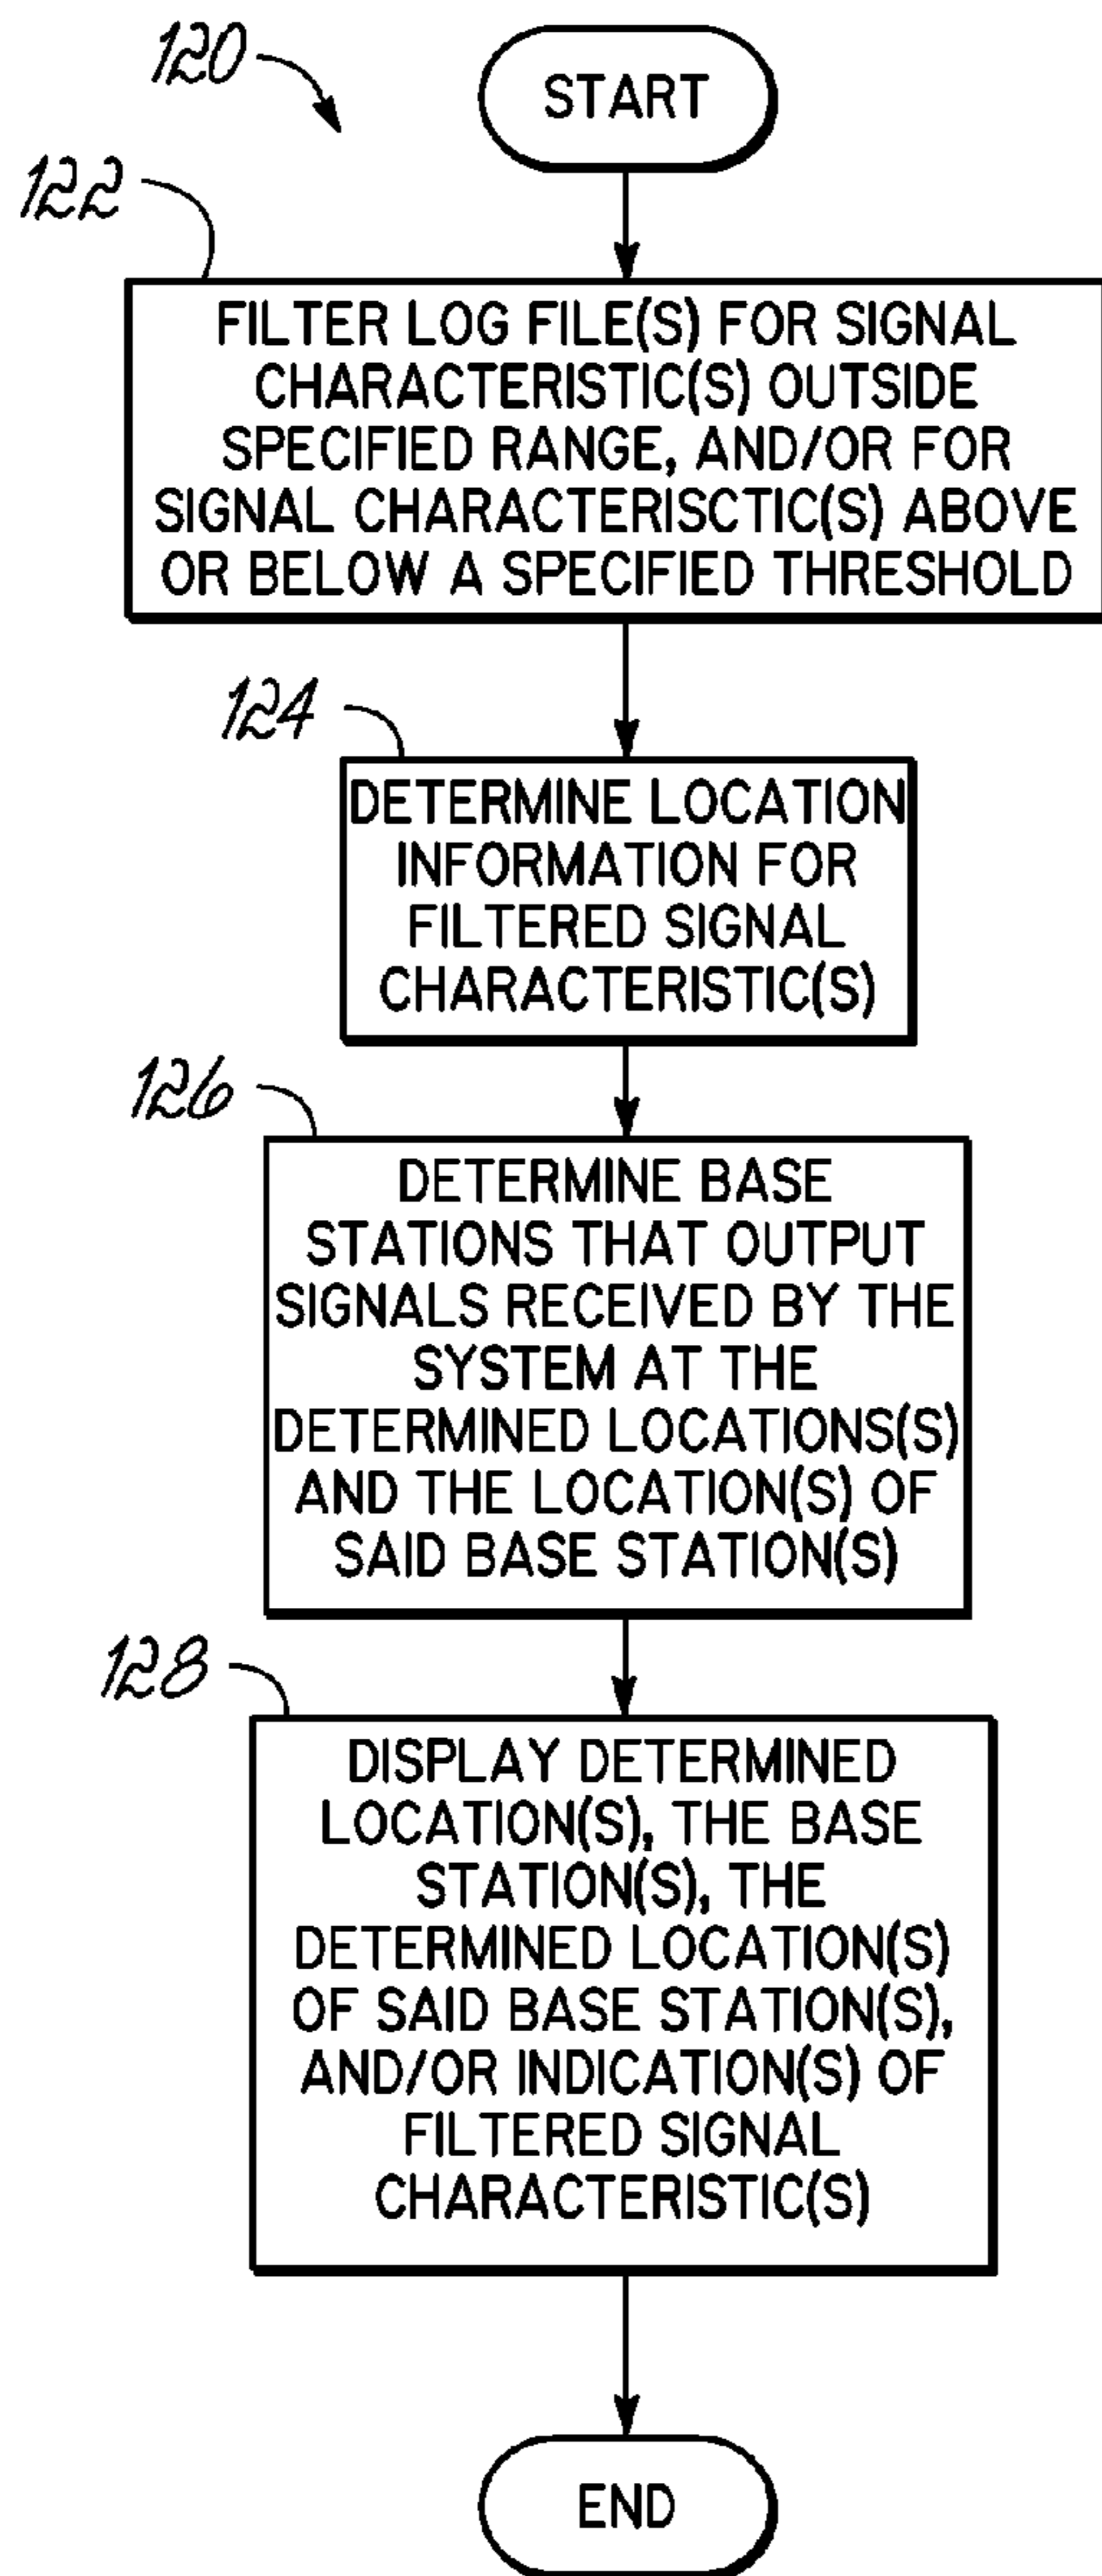 120
START
122
FILTER LOG FILE(S) FOR SIGNAL
CHARACTERISTIC(S) OUTSIDE
SPECIFIED RANGE, AND/OR FOR
SIGNAL CHARACTERISCTIC(S) ABOVE
OR BELOW A SPECIFIED THRESHOLD
124
DETERMINE LOCATION
INFORMATION FOR
FILTERED SIGNAL
CHARACTERISTIC(S)
126
DETERMINE BASE
STATIONS THAT OUTPUT
SIGNALS RECEIVED BY THE
SYSTEM AT THE
DETERMINED LOCATIONS(S)
AND THE LOCATION(S) OF
SAID BASE STATION(S)
128
DISPLAY DETERMINED
LOCATION(S), THE BASE
STATION(S), THE
DETERMINED LOCATION(S)
OF SAID BASE STATION(S),
AND/OR INDICATION(S) OF
FILTERED SIGNAL
CHARACTERISTIC(S)
END